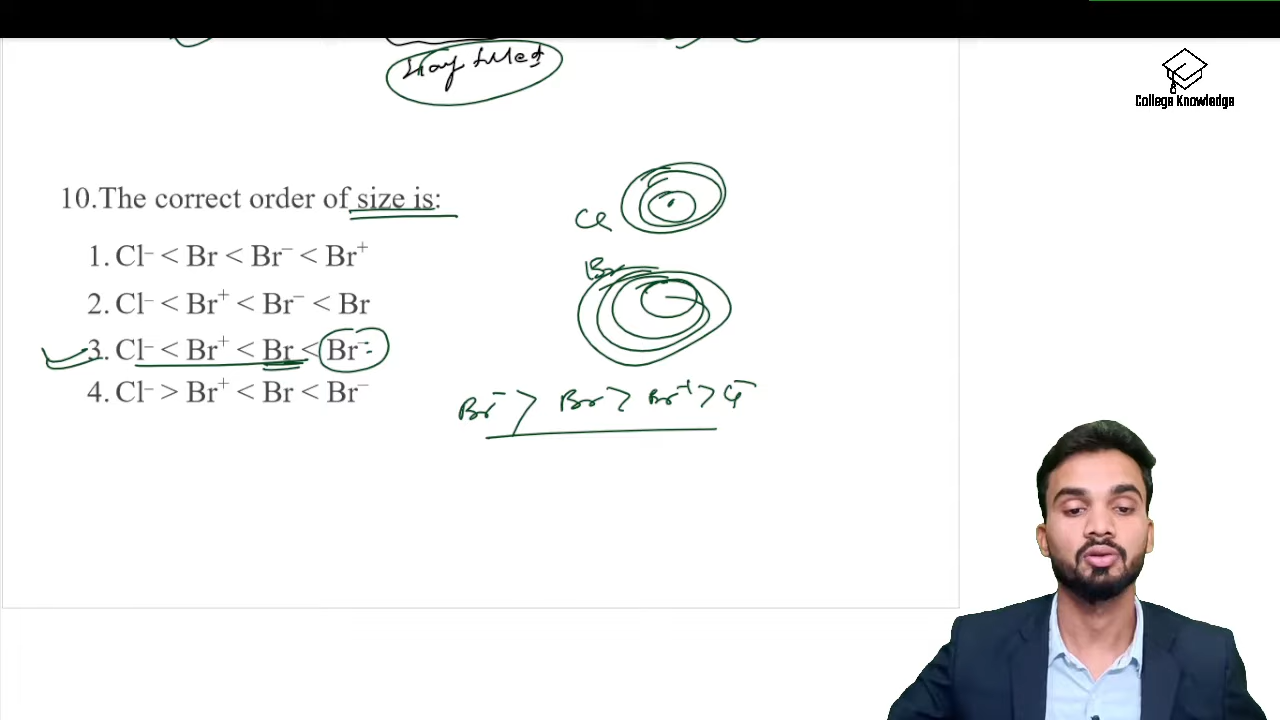 filled
College Knowledge
10.The correct order of size is:
Cl
1. Cl⁻ < Br < Br⁻ < Br⁺
Br
2. Cl⁻ < Br⁺ < Br⁻ < Br
3. Cl⁻ < Br⁺ < Br < Br⁻
4. Cl⁻ > Br⁺ < Br < Br⁻
Br⁻ > Br > Br⁺ > Cl⁻